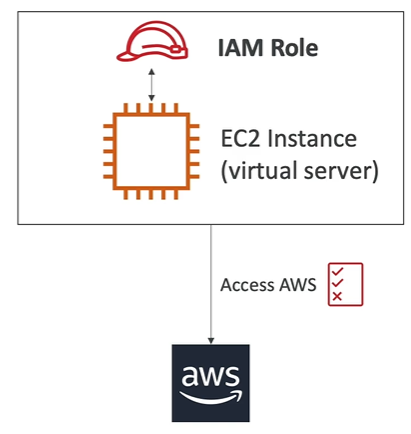 IAM Role
EC2 Instance
(virtual server)
Access AWS
aws